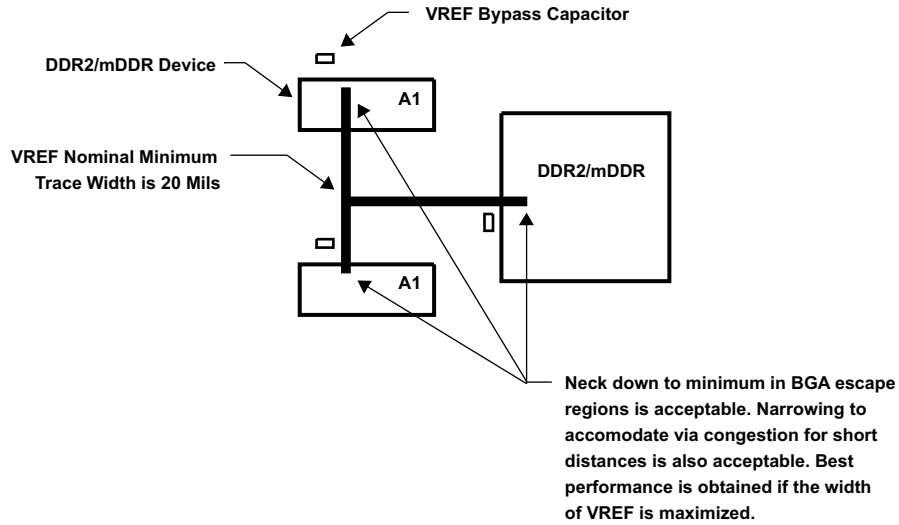 VREF Bypass Capacitor
DDR2/mDDR Device
A1
VREF Nominal Minimum
Trace Width is 20 Mils
DDR2/mDDR
A1
Neck down to minimum in BGA escape
regions is acceptable. Narrowing to
accomodate via congestion for short
distances is also acceptable. Best
performance is obtained if the width
of VREF is maximized.